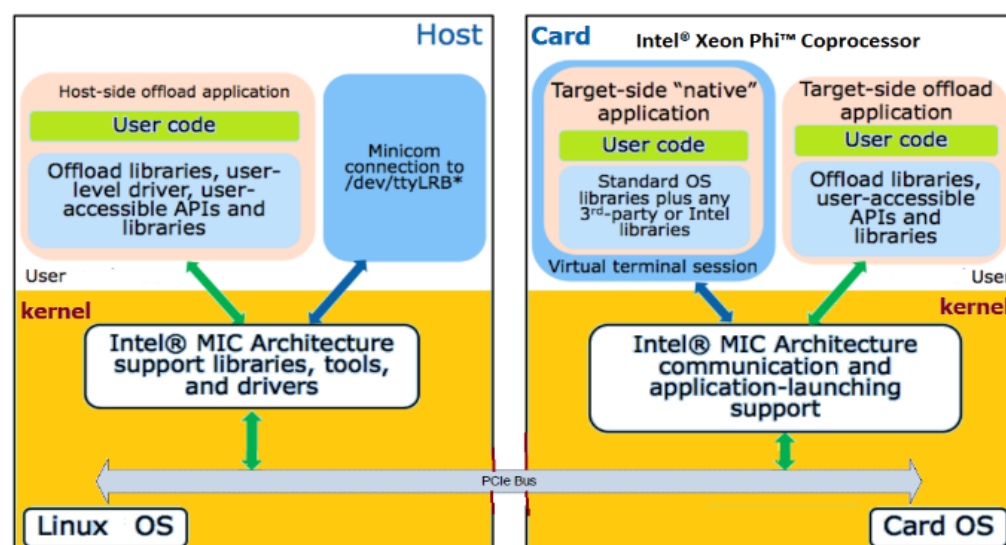 Host
Host-side offload application
User code
Offload libraries, user-
level driver, user-
accessible APIs and
libraries
Minicom
connection to
/dev/ttyLRB*
User
kernel
Intel® MIC Architecture
support libraries, tools,
and drivers
Linux OS
Card
Intel® Xeon Phi™ Coprocessor
Target-side “native”
application
User code
Standard OS
libraries plus any
3rd-party or Intel
libraries
Virtual terminal session
Target-side offload
application
User code
Offload libraries,
user-accessible
APIs and
libraries
User
kernel
Intel® MIC Architecture
communication and
application-launching
support
PCIe Bus
Card OS